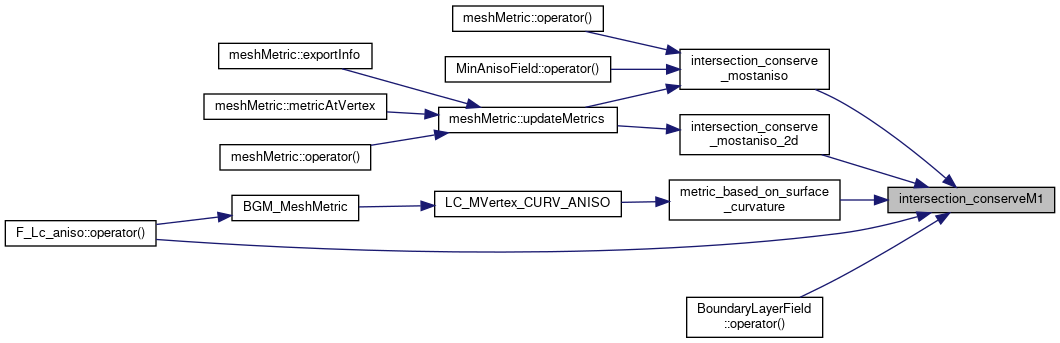 meshMetric::operator()
meshMetric::exportInfo
MinAnisoField::operator()
intersection_conserve
_mostaniso
meshMetric::metricAtVertex
meshMetric::updateMetrics
intersection_conserve
_mostaniso_2d
meshMetric::operator()
metric_based_on_surface
_curvature
intersection_conserveM1
BGM_MeshMetric
LC_MVertex_CURV_ANISO
F_Lc_aniso::operator()
BoundaryLayerField
::operator()